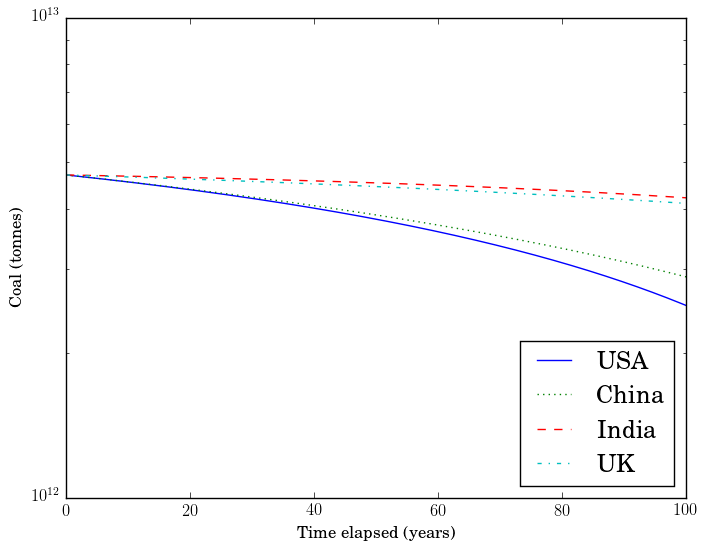 10^13
Coal (tonnes)
USA
China
India
UK
10^12
0 20 40 60 80 100
Time elapsed (years)